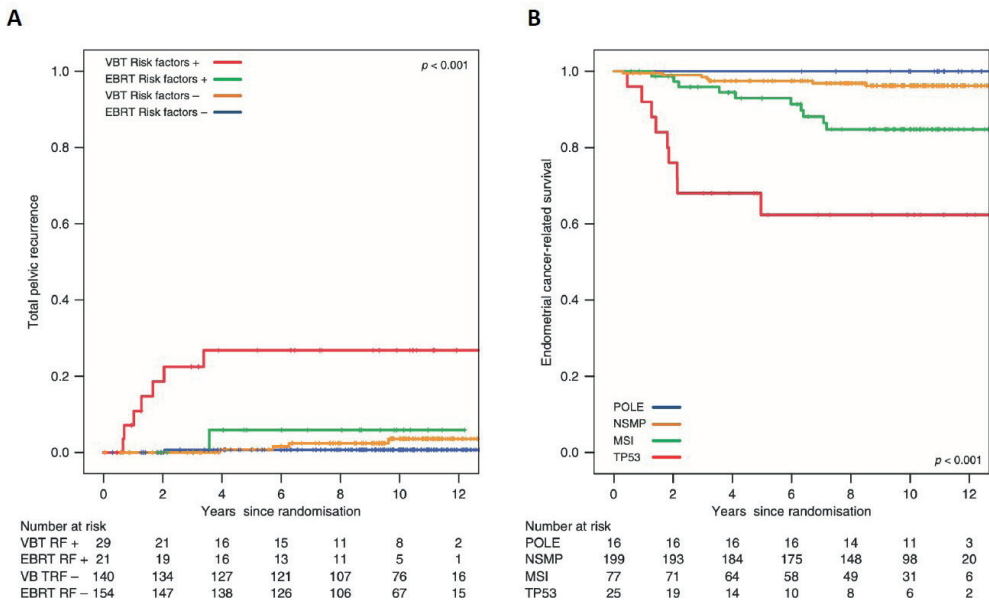 A
VBT Risk factors +
EBRT Risk factors +
VBT Risk factors –
EBRT Risk factors –
p < 0.001
1.0
0.8
0.6
0.4
0.2
0.0
Total pelvic recurrence
0 2 4 6 8 10 12
Years since randomisation
Number at risk
VBT RF + 29 21 16 15 11 8 2
EBRT RF + 21 19 16 13 11 5 1
VB TRF – 140 134 127 121 107 76 16
EBRT RF – 154 147 138 126 106 67 15
B
1.0
0.8
0.6
0.4
0.2
0.0
Endometrial cancer-related survival
POLE
NSMP
MSI
TP53
p < 0.001
0 2 4 6 8 10 12
Years since randomisation
Number at risk
POLE 16 16 16 16 14 11 3
NSMP 199 193 184 175 148 98 20
MSI 77 71 64 58 49 31 6
TP53 25 19 14 10 8 6 2